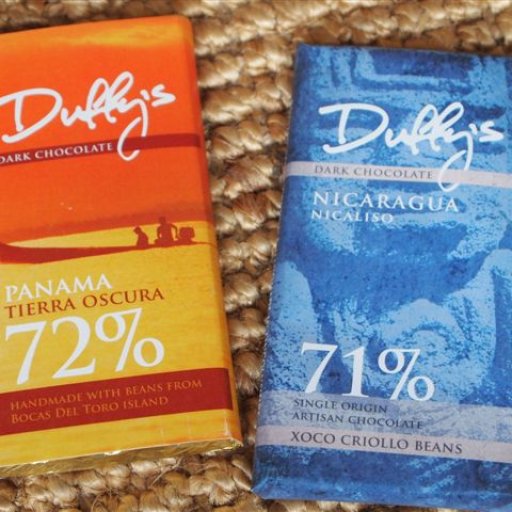 Duffy's
DARK CHOCOLATE
PANAMA
TIERRA OSCURA
72%
HANDMADE WITH BEANS FROM
BOCAS DEL TORO ISLAND
Duffy's
DARK CHOCOLATE
NICARAGUA
NICALISO
71%
SINGLE ORIGIN
ARTISAN CHOCOLATE
XOCO CRIOLLO BEANS